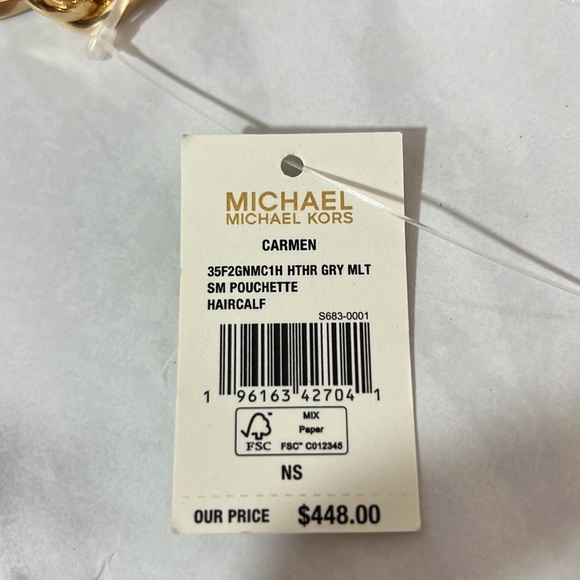 MICHAEL
MICHAEL KORS
CARMEN
35F2GNMC1H HTHR GRY MLT
SM POUCHETTE
HAIRCALF
S683-0001
1 96163 42704 1
FSC
MIX
Paper
FSC™ C012345
NS
OUR PRICE $448.00